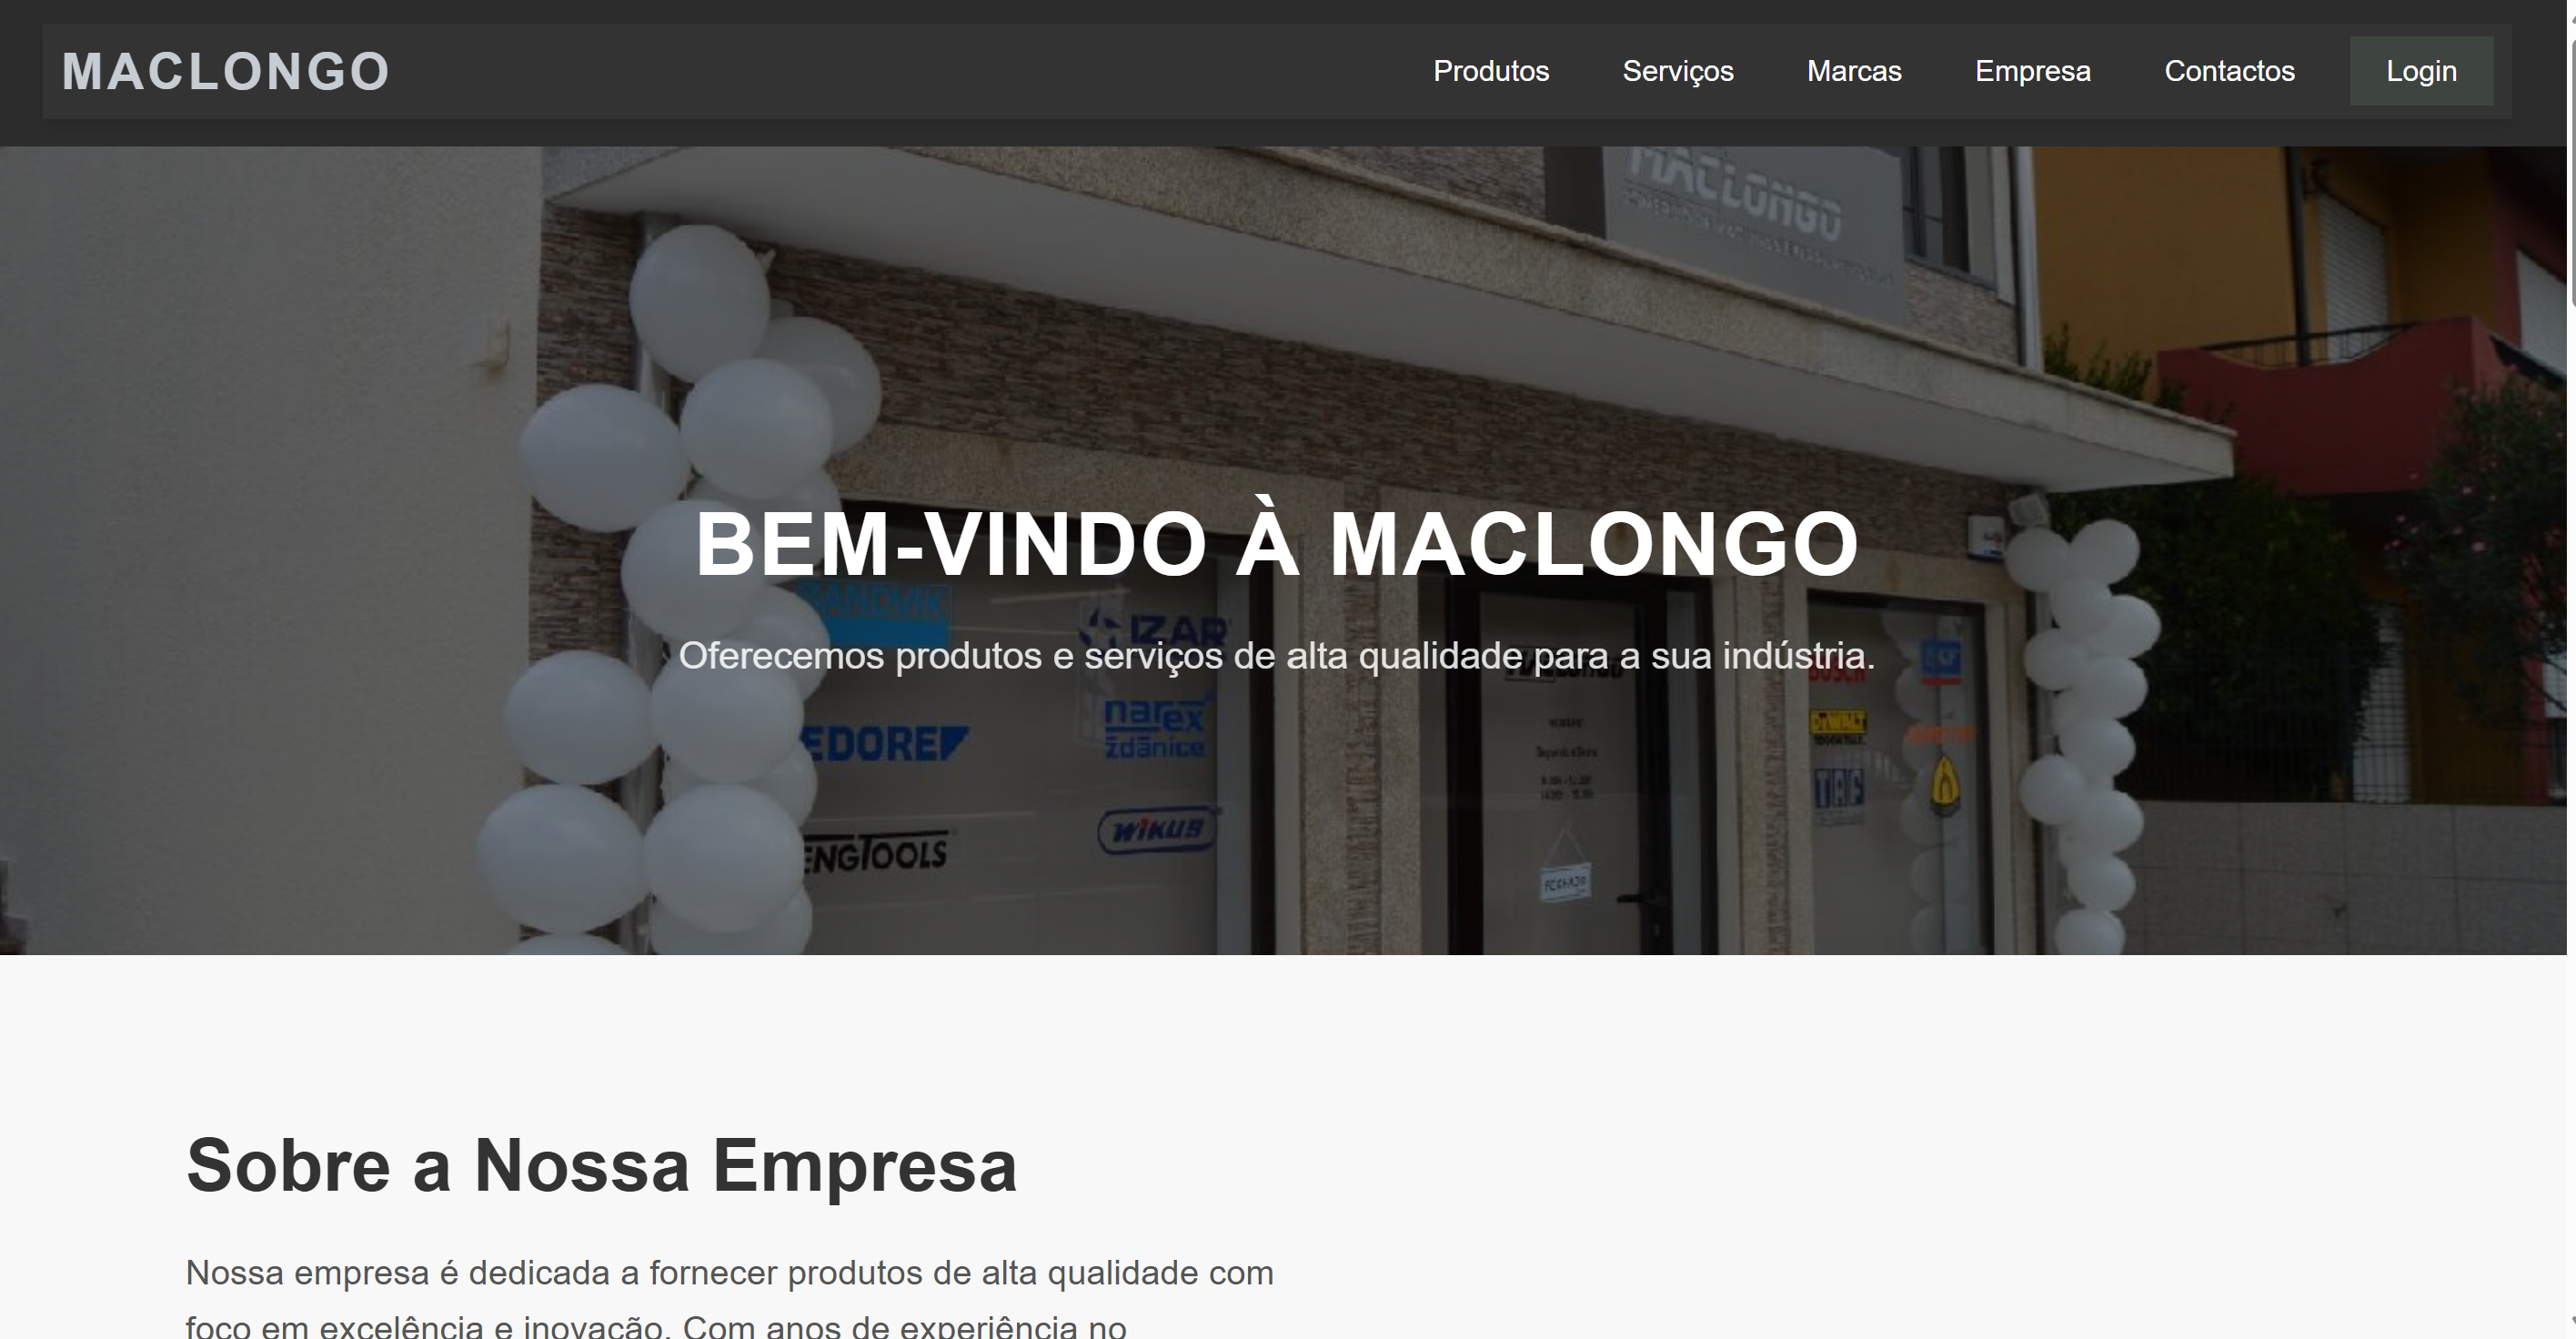 MACLONGO
Produtos Serviços Marcas Empresa Contactos Login
MACLONGO
BEM-VINDO À MACLONGO
SANDVIK
IZAR
Oferecemos produtos e serviços de alta qualidade para a sua indústria.
BOSCH
narex
ždánice
DEWALT
EDORE
TAF
WIKUS
ENGTOOLS
FECHADO
Sobre a Nossa Empresa
Nossa empresa é dedicada a fornecer produtos de alta qualidade com
foco em excelência e inovação. Com anos de experiência no